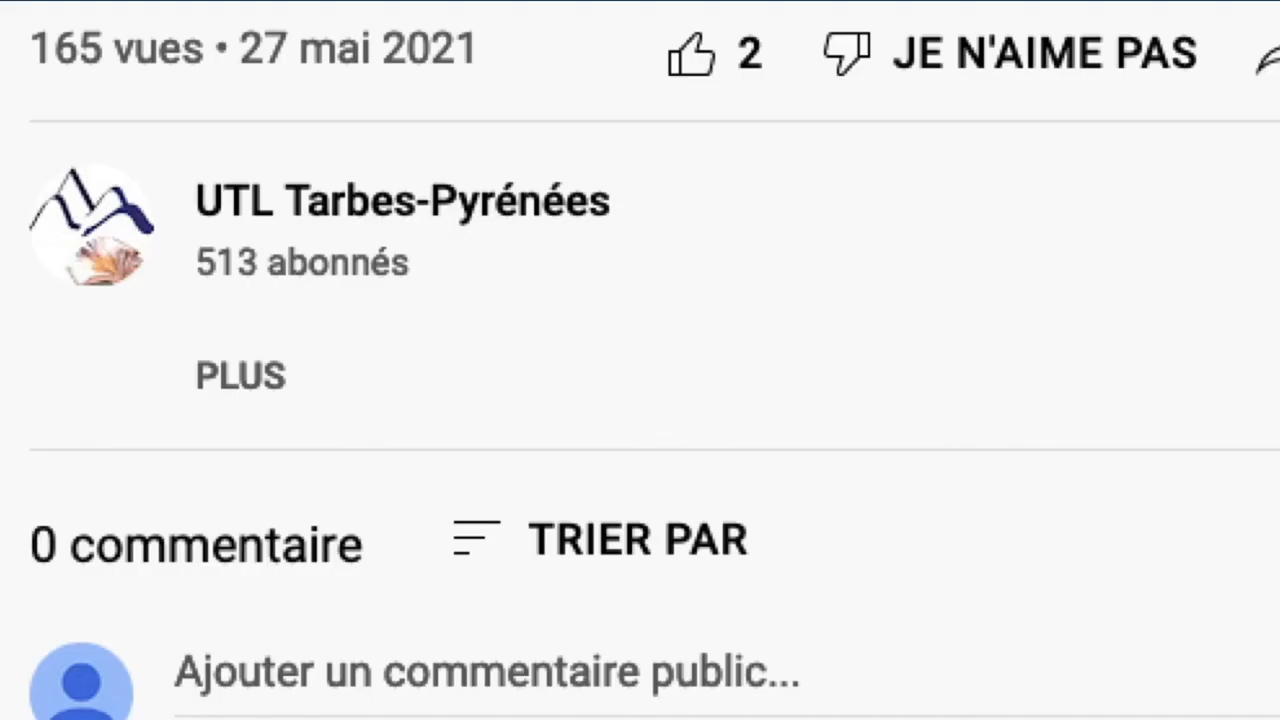 165 vues • 27 mai 2021
2
JE N'AIME PAS
UTL Tarbes-Pyrénées
513 abonnés
PLUS
0 commentaire
TRIER PAR
Ajouter un commentaire public...